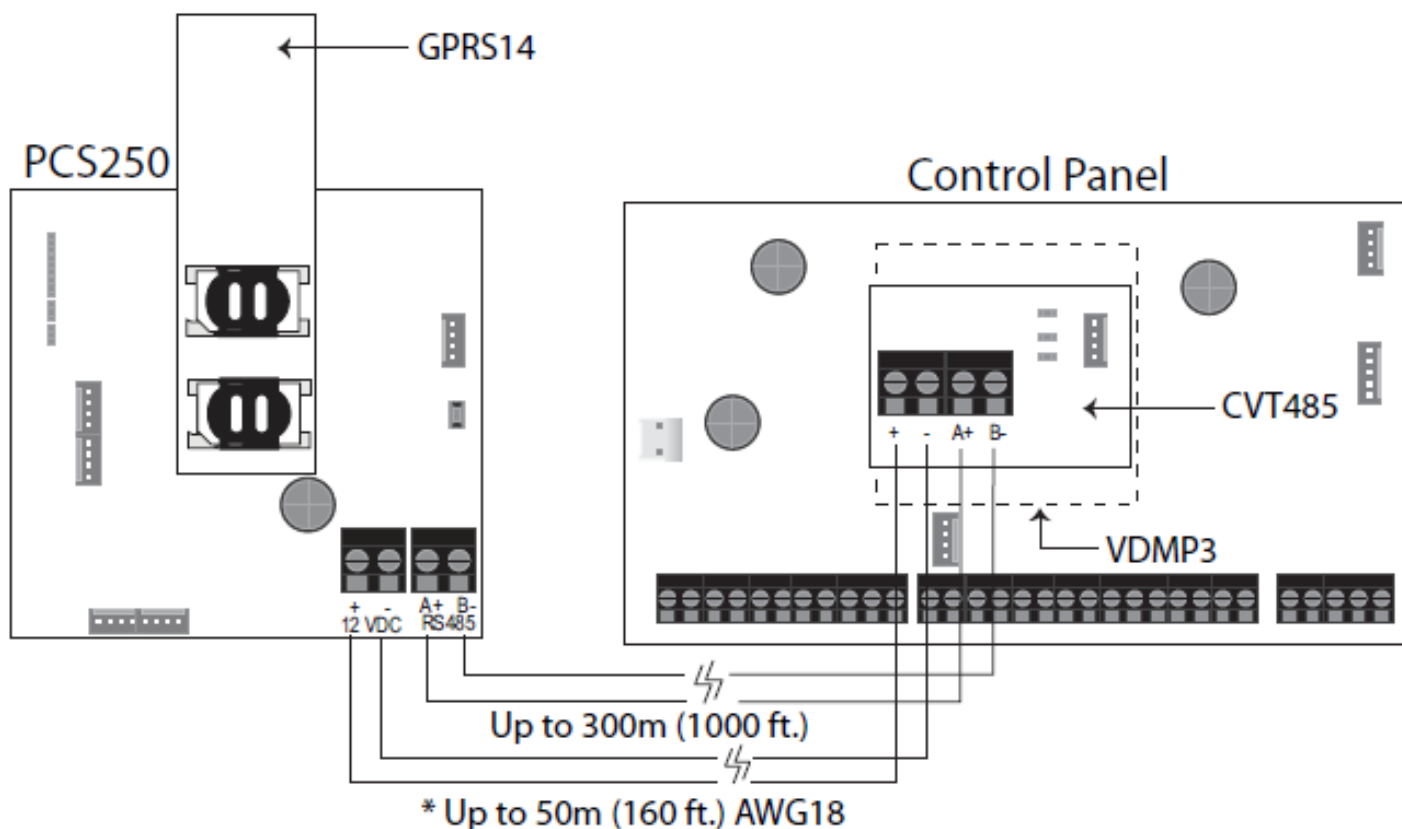 GPRS14
PCS250
Control Panel
CVT485
+ - A+ B-
VDMP3
+ - A+ B-
12 VDC RS485
Up to 300m (1000 ft.)
* Up to 50m (160 ft.) AWG18